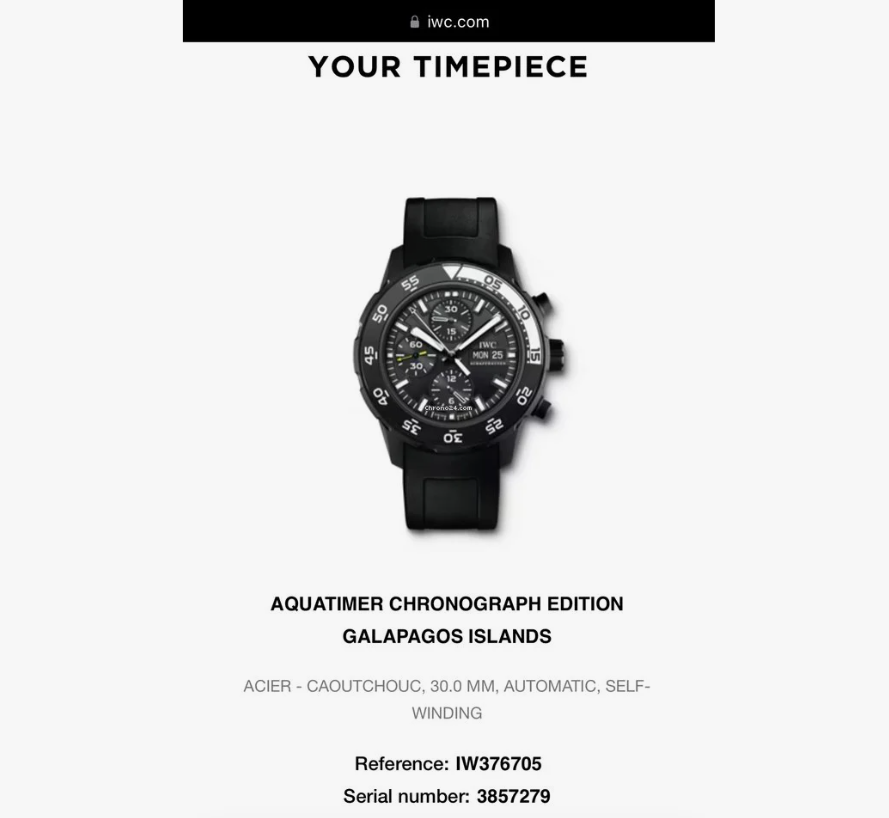 iwc.com
YOUR TIMEPIECE
55
05
50
10
30
15
IWC
60
45
MON 25
15
30
12
40
6
20
Chrono24.com
35
25
30
AQUATIMER CHRONOGRAPH EDITION
GALAPAGOS ISLANDS
ACIER - CAOUTCHOUC, 30.0 MM, AUTOMATIC, SELF-
WINDING
Reference: IW376705
Serial number: 3857279